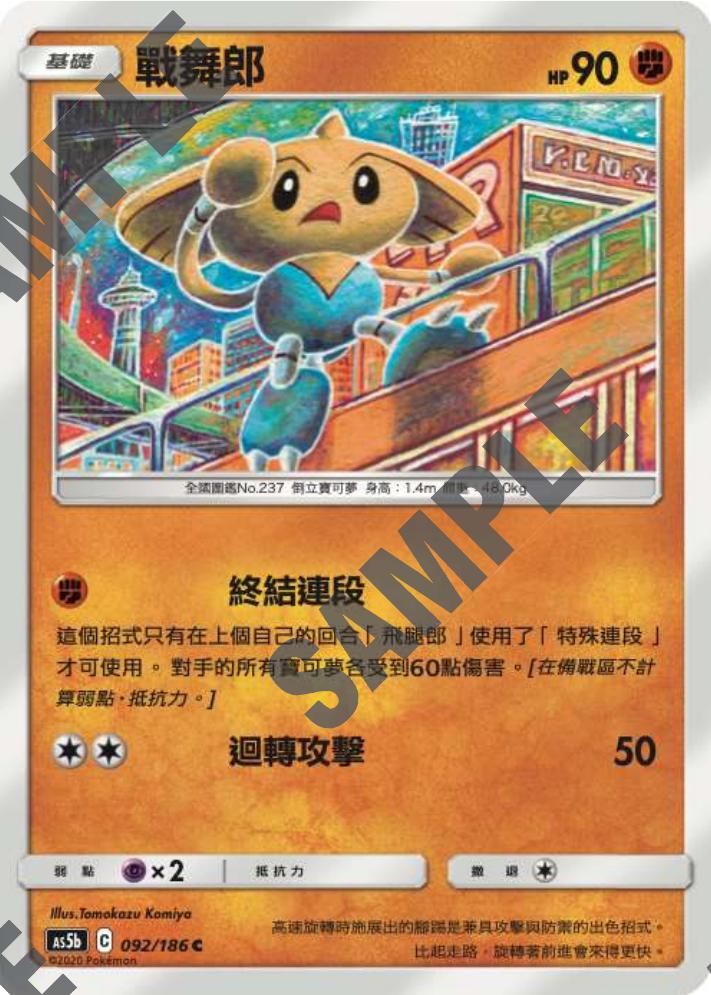 基礎
戰舞郎
HP 90
V.E.M.Y.
全國圖鑑No.237 倒立寶可夢 身高：1.4m 體重：48.0kg
終結連段
這個招式只有在上個自己的回合「飛腿郎」使用了「特殊連段」
才可使用。對手的所有寶可夢各受到60點傷害。[在備戰區不計
算弱點‧抵抗力。]
迴轉攻擊 50
弱點 ×2 抵抗力 撤退
Illus.Tomokazu Komiya
高速旋轉時施展出的腳踢是兼具攻擊與防禦的出色招式。
AS5b C 092/186 C
比起走路，旋轉著前進會來得更快。
©2020 Pokémon
SAMPLE
SAMPLE